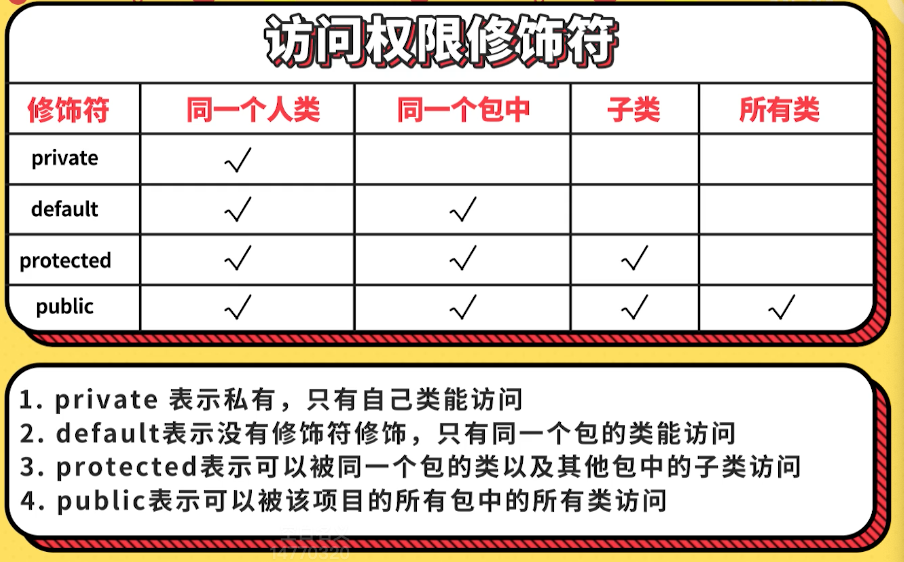 访问权限修饰符
修饰符 同一个人类 同一个包中 子类 所有类
private √
default √ √
protected √ √ √
public √ √ √ √
1. private 表示私有，只有自己类能访问
2. default表示没有修饰符修饰，只有同一个包的类能访问
3. protected表示可以被同一个包的类以及其他包中的子类访问
4. public表示可以被该项目的所有包中的所有类访问